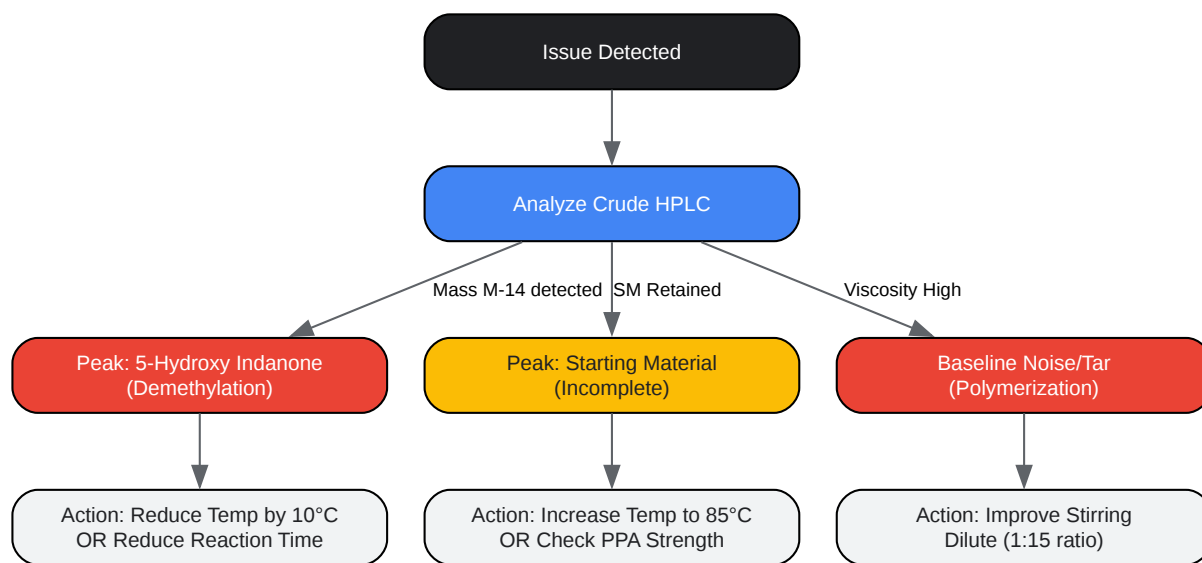 Issue Detected
Analyze Crude HPLC
Mass M-14 detected
SM Retained
Viscosity High
Peak: 5-Hydroxy Indanone
(Demethylation)
Peak: Starting Material
(Incomplete)
Baseline Noise/Tar
(Polymerization)
Action: Reduce Temp by 10°C
OR Reduce Reaction Time
Action: Increase Temp to 85°C
OR Check PPA Strength
Action: Improve Stirring
Dilute (1:15 ratio)